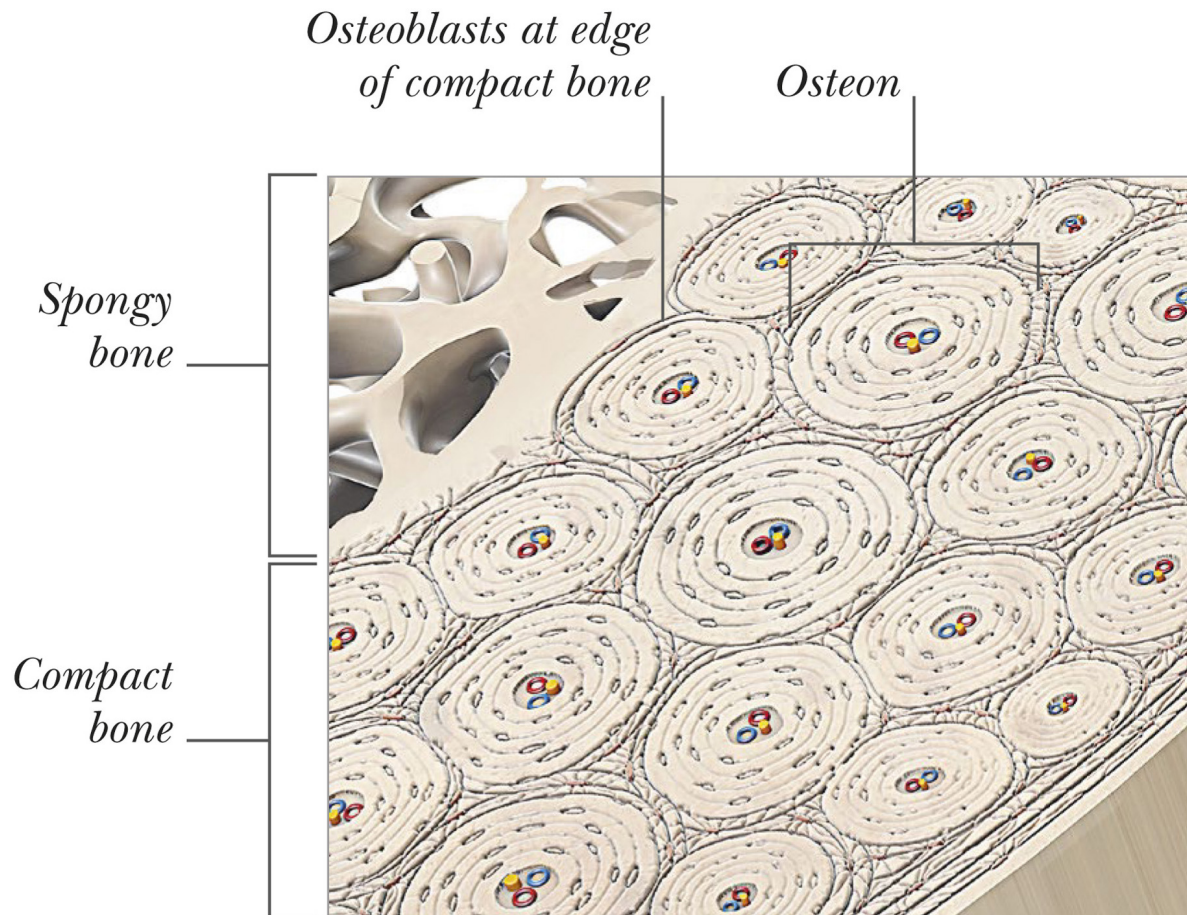 Osteoblasts at edge
of compact bone
Osteon
Spongy
bone
Compact
bone